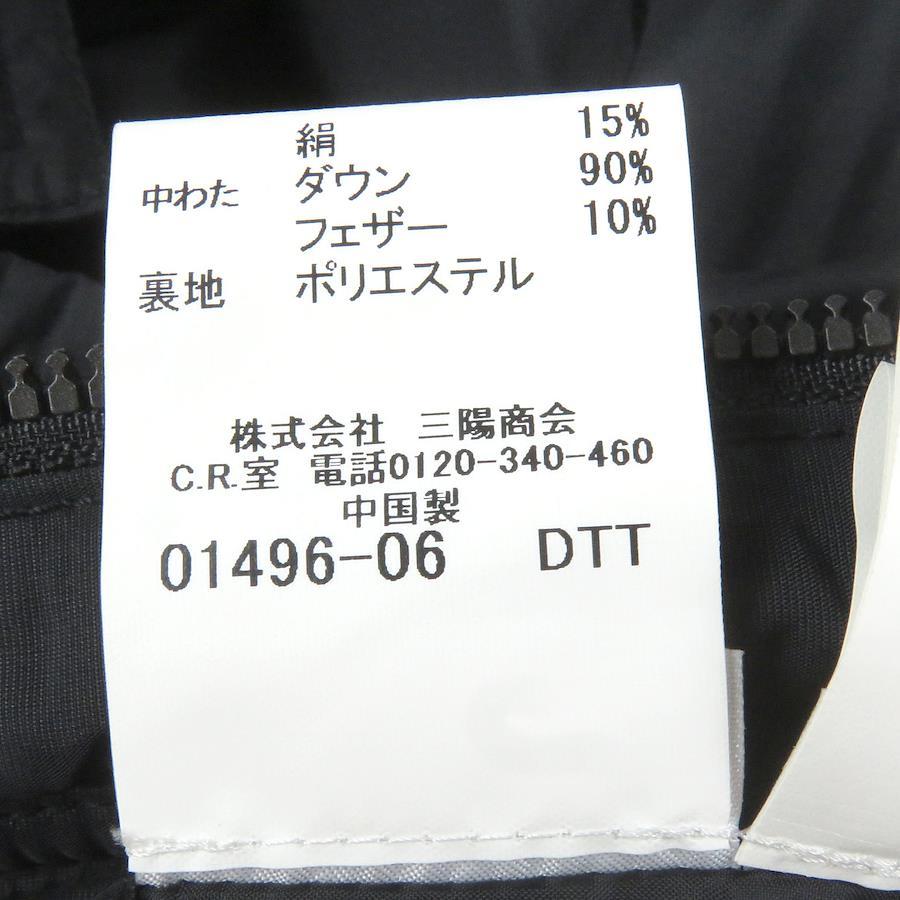 絹 15%
中わた ダウン 90%
フェザー 10%
裏地 ポリエステル
株式会社 三陽商会
C.R.室 電話0120-340-460
中国製
01496-06 DTT